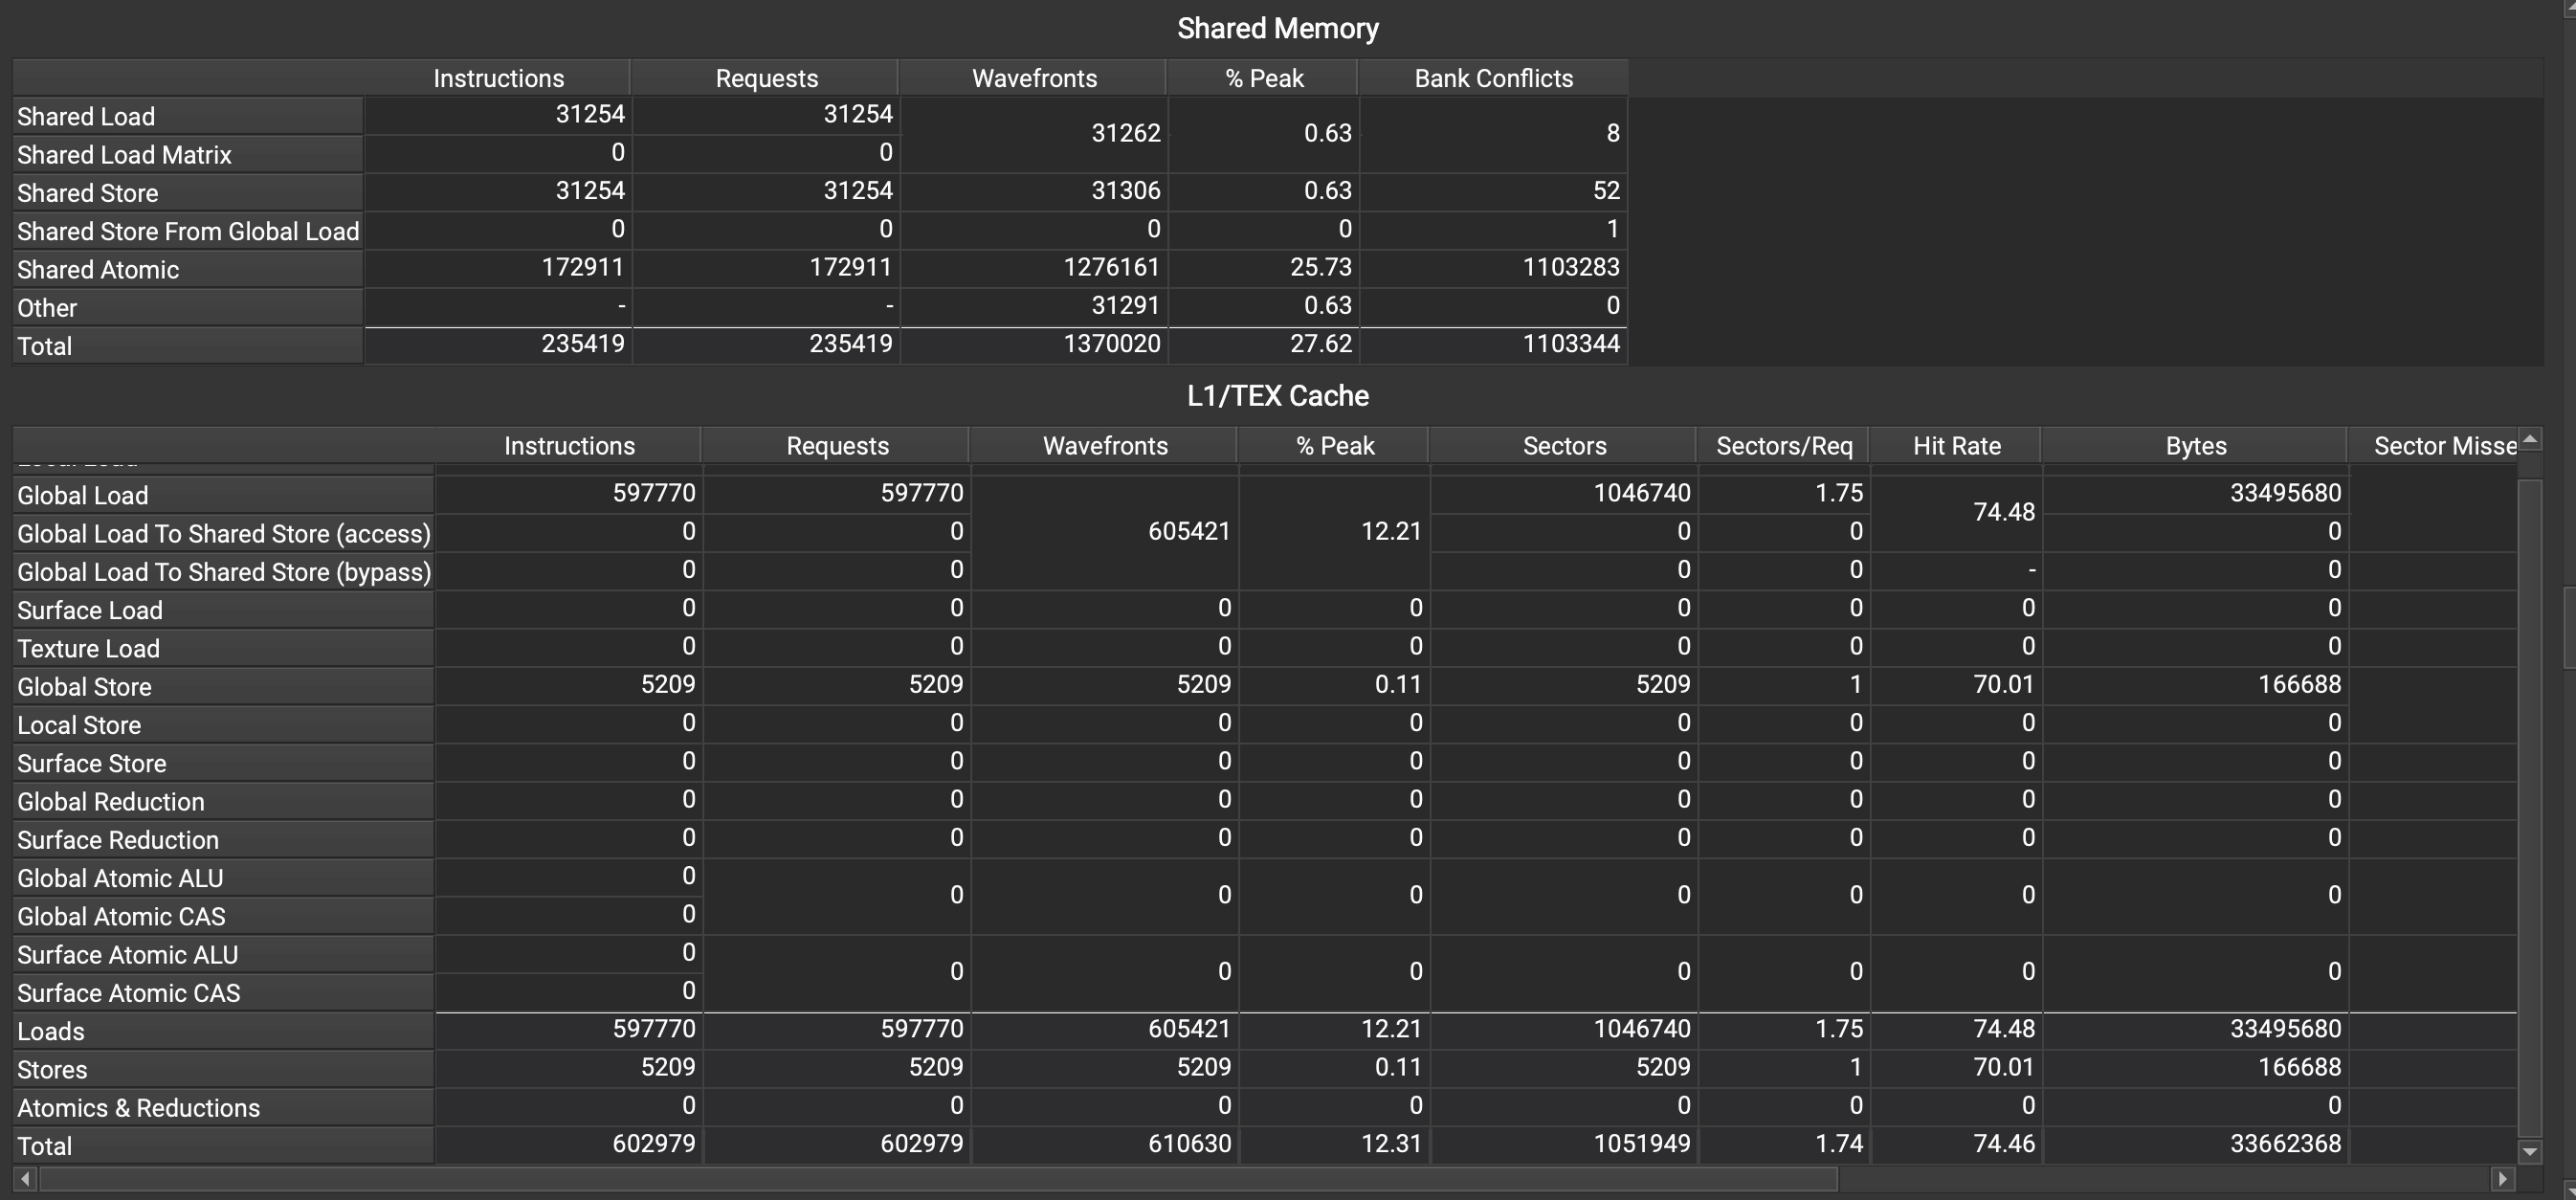 Shared Memory
Instructions Requests Wavefronts % Peak Bank Conflicts
Shared Load 31254 31254 31262 0.63 8
Shared Load Matrix 0 0
Shared Store 31254 31254 31306 0.63 52
Shared Store From Global Load 0 0 0 0 1
Shared Atomic 172911 172911 1276161 25.73 1103283
Other - - 31291 0.63 0
Total 235419 235419 1370020 27.62 1103344
L1/TEX Cache
Instructions Requests Wavefronts % Peak Sectors Sectors/Req Hit Rate Bytes Sector Misse
Global Load 597770 597770 605421 12.21 1046740 1.75 74.48 33495680
Global Load To Shared Store (access) 0 0 0 0 0
Global Load To Shared Store (bypass) 0 0 0 0 - 0
Surface Load 0 0 0 0 0 0 0 0
Texture Load 0 0 0 0 0 0 0 0
Global Store 5209 5209 5209 0.11 5209 1 70.01 166688
Local Store 0 0 0 0 0 0 0 0
Surface Store 0 0 0 0 0 0 0 0
Global Reduction 0 0 0 0 0 0 0 0
Surface Reduction 0 0 0 0 0 0 0 0
Global Atomic ALU 0 0 0 0 0 0 0 0
Global Atomic CAS 0
Surface Atomic ALU 0 0 0 0 0 0 0 0
Surface Atomic CAS 0
Loads 597770 597770 605421 12.21 1046740 1.75 74.48 33495680
Stores 5209 5209 5209 0.11 5209 1 70.01 166688
Atomics & Reductions 0 0 0 0 0 0 0 0
Total 602979 602979 610630 12.31 1051949 1.74 74.46 33662368